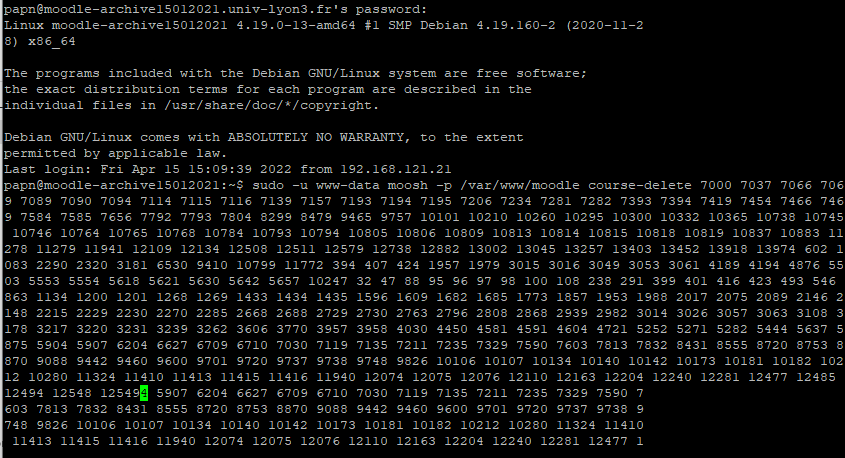 papn@moodle-archive15012021.univ-lyon3.fr's password:
Linux moodle-archive15012021 4.19.0-13-amd64 #1 SMP Debian 4.19.160-2 (2020-11-2
8) x86_64
The programs included with the Debian GNU/Linux system are free software;
the exact distribution terms for each program are described in the
individual files in /usr/share/doc/*/copyright.
Debian GNU/Linux comes with ABSOLUTELY NO WARRANTY, to the extent
permitted by applicable law.
Last login: Fri Apr 15 15:09:39 2022 from 192.168.121.21
papn@moodle-archive15012021:~$ sudo -u www-data moosh -p /var/www/moodle course-delete 7000 7037 7066 706
9 7089 7090 7094 7114 7115 7116 7139 7157 7193 7194 7195 7206 7234 7281 7282 7393 7394 7419 7454 7466 746
9 7584 7585 7656 7792 7793 7804 8299 8479 9465 9757 10101 10210 10260 10295 10300 10332 10365 10738 10745
10746 10764 10765 10768 10784 10793 10794 10805 10806 10809 10813 10814 10815 10818 10819 10837 10883 11
278 11279 11941 12109 12134 12508 12511 12579 12738 12882 13002 13045 13257 13403 13452 13918 13974 602 1
083 2290 2320 3181 6530 9410 10799 11772 394 407 424 1957 1979 3015 3016 3049 3053 3061 4189 4194 4876 55
03 5553 5554 5618 5621 5630 5642 5657 10247 32 47 88 95 96 97 98 100 108 238 291 399 401 416 423 493 546
863 1134 1200 1201 1268 1269 1433 1434 1435 1596 1609 1682 1685 1773 1857 1953 1988 2017 2075 2089 2146 2
148 2215 2229 2230 2270 2285 2668 2688 2729 2730 2763 2796 2808 2868 2939 2982 3014 3026 3057 3063 3108 3
178 3217 3220 3231 3239 3262 3606 3770 3957 3958 4030 4450 4581 4591 4604 4721 5252 5271 5282 5444 5637 5
875 5904 5907 6204 6627 6709 6710 7030 7119 7135 7211 7235 7329 7590 7603 7813 7832 8431 8555 8720 8753 8
870 9088 9442 9460 9600 9701 9720 9737 9738 9748 9826 10106 10107 10134 10140 10142 10173 10181 10182 102
12 10280 11324 11410 11413 11415 11416 11940 12074 12075 12076 12110 12163 12204 12240 12281 12477 12485
12494 12548 125494 5907 6204 6627 6709 6710 7030 7119 7135 7211 7235 7329 7590 7
603 7813 7832 8431 8555 8720 8753 8870 9088 9442 9460 9600 9701 9720 9737 9738 9
748 9826 10106 10107 10134 10140 10142 10173 10181 10182 10212 10280 11324 11410
11413 11415 11416 11940 12074 12075 12076 12110 12163 12204 12240 12281 12477 1